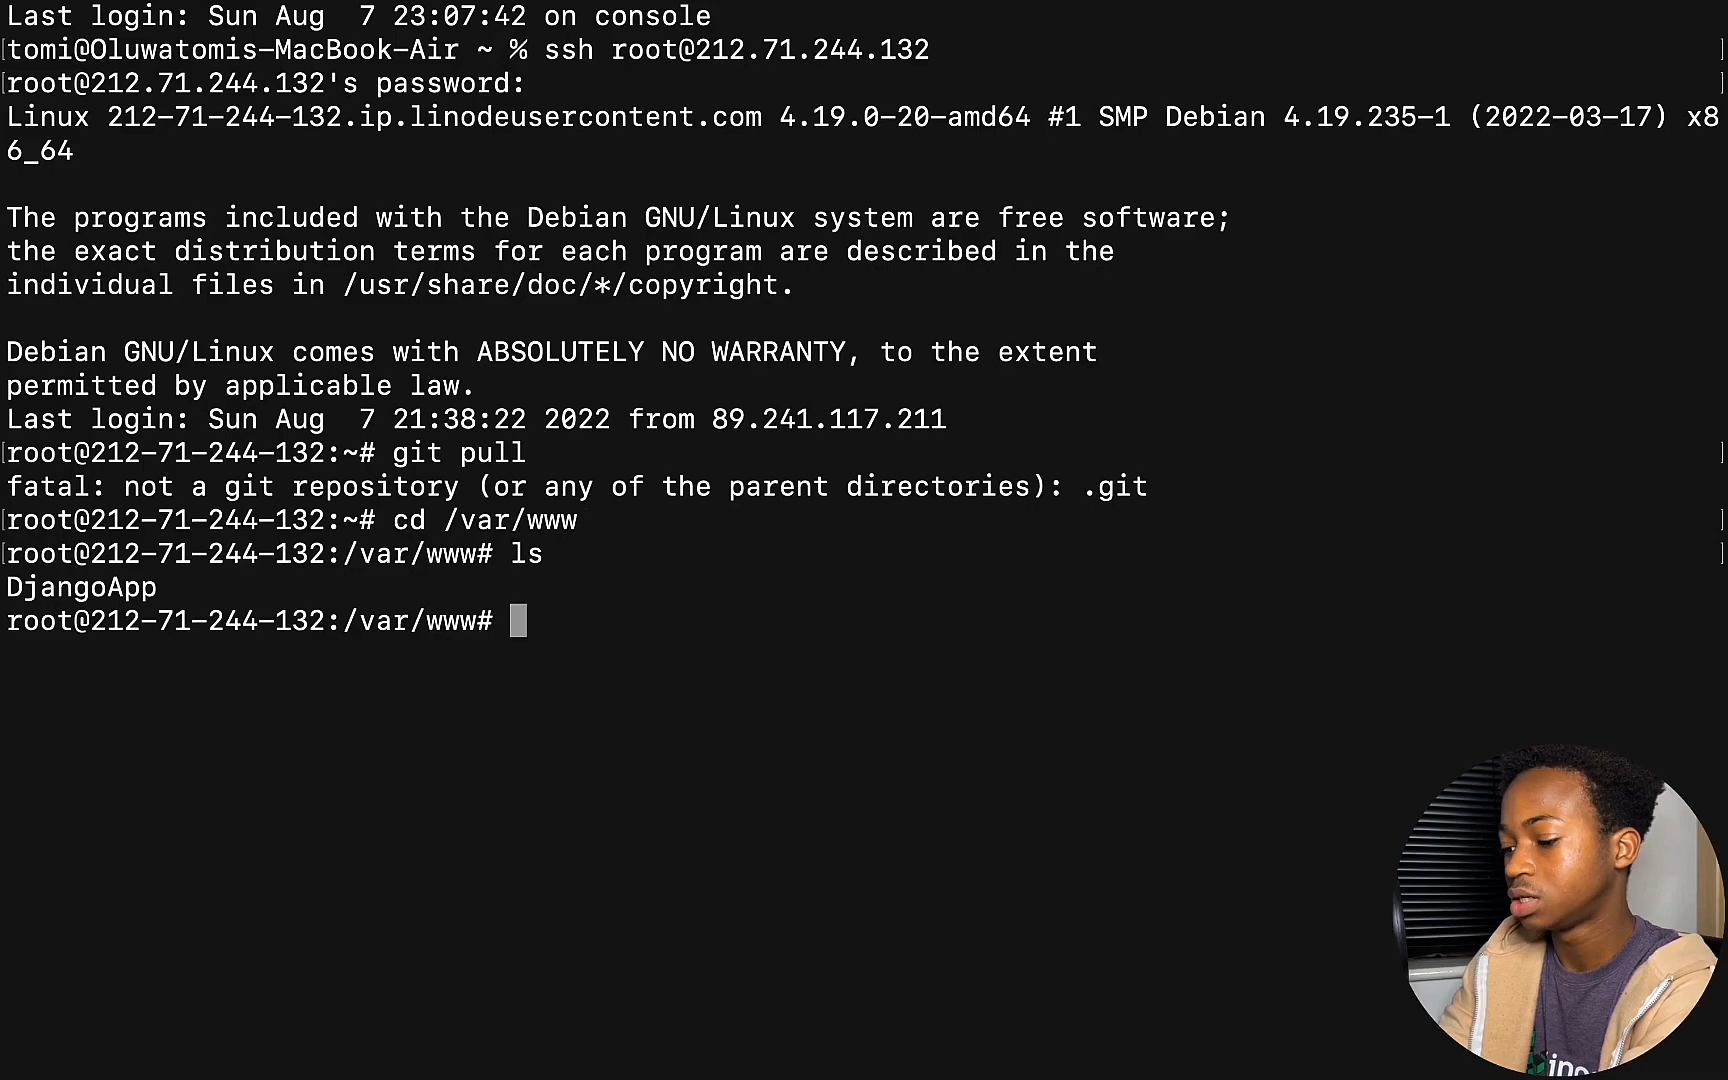 Last login: Sun Aug  7 23:07:42 on console
[tomi@Oluwatomis-MacBook-Air ~ % ssh root@212.71.244.132 ]
[root@212.71.244.132's password: ]
Linux 212-71-244-132.ip.linodeusercontent.com 4.19.0-20-amd64 #1 SMP Debian 4.19.235-1 (2022-03-17) x8
6_64
The programs included with the Debian GNU/Linux system are free software;
the exact distribution terms for each program are described in the
individual files in /usr/share/doc/*/copyright.
Debian GNU/Linux comes with ABSOLUTELY NO WARRANTY, to the extent
permitted by applicable law.
Last login: Sun Aug  7 21:38:22 2022 from 89.241.117.211
[root@212-71-244-132:~# git pull ]
fatal: not a git repository (or any of the parent directories): .git
[root@212-71-244-132:~# cd /var/www ]
[root@212-71-244-132:/var/www# ls ]
DjangoApp
root@212-71-244-132:/var/www#